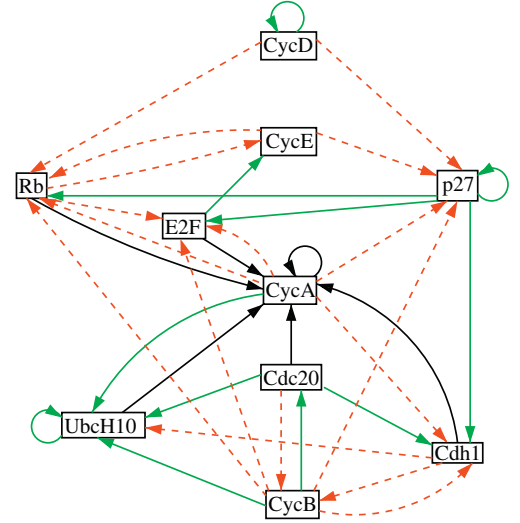 CycD
CycE
Rb
p27
E2F
CycA
Cdc20
UbcH10
Cdh1
CycB